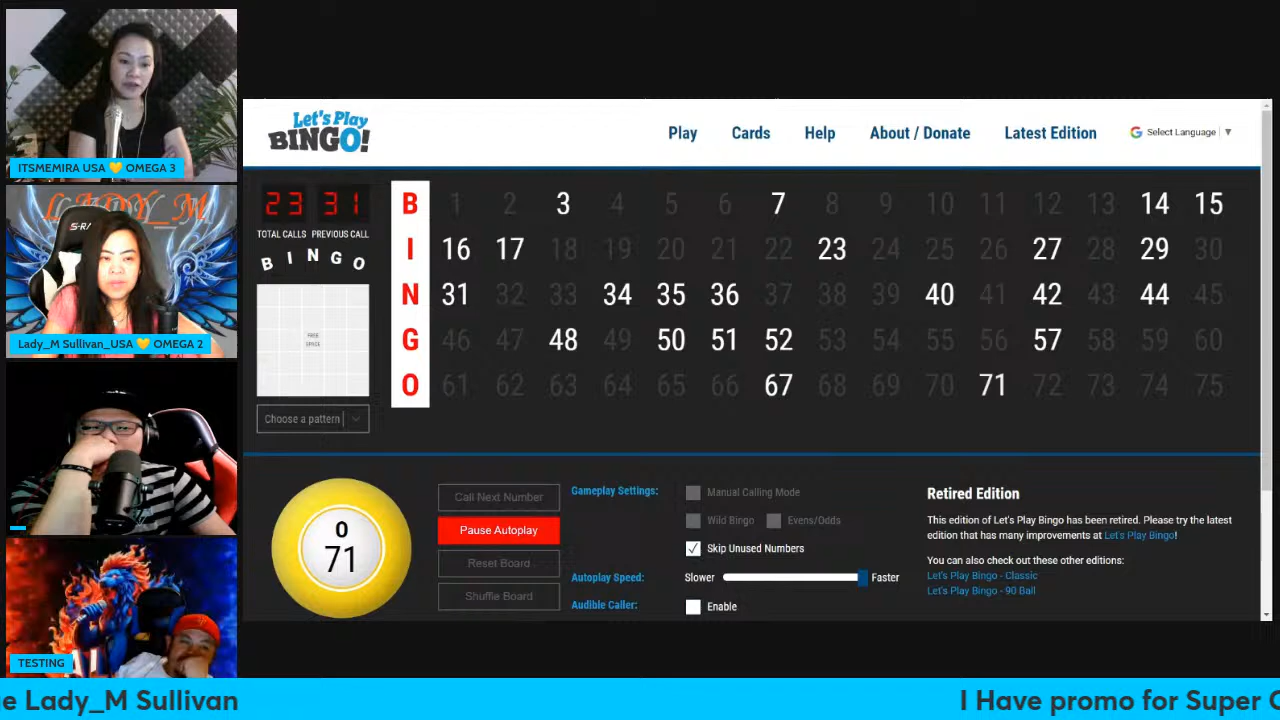 ITSMEMIRA USA 💛 OMEGA 3
LADY_M
Lady_M Sullivan_USA 💛 OMEGA 2
TESTING
Let's Play
BINGO!
Play Cards Help About / Donate Latest Edition Select Language ▼
23 31
TOTAL CALLS PREVIOUS CALL
B I N G O
FREE
SPACE
Choose a pattern
B 1 2 3 4 5 6 7 8 9 10 11 12 13 14 15
I 16 17 18 19 20 21 22 23 24 25 26 27 28 29 30
N 31 32 33 34 35 36 37 38 39 40 41 42 43 44 45
G 46 47 48 49 50 51 52 53 54 55 56 57 58 59 60
O 61 62 63 64 65 66 67 68 69 70 71 72 73 74 75
O
71
Call Next Number
Pause Autoplay
Reset Board
Shuffle Board
Gameplay Settings:
Manual Calling Mode
Wild Bingo Evens/Odds
Skip Unused Numbers
Autoplay Speed: Slower Faster
Audible Caller: Enable
Retired Edition
This edition of Let's Play Bingo has been retired. Please try the latest
edition that has many improvements at Let's Play Bingo!
You can also check out these other editions:
Let's Play Bingo - Classic
Let's Play Bingo - 90 Ball
e Lady_M Sullivan I Have promo for Super